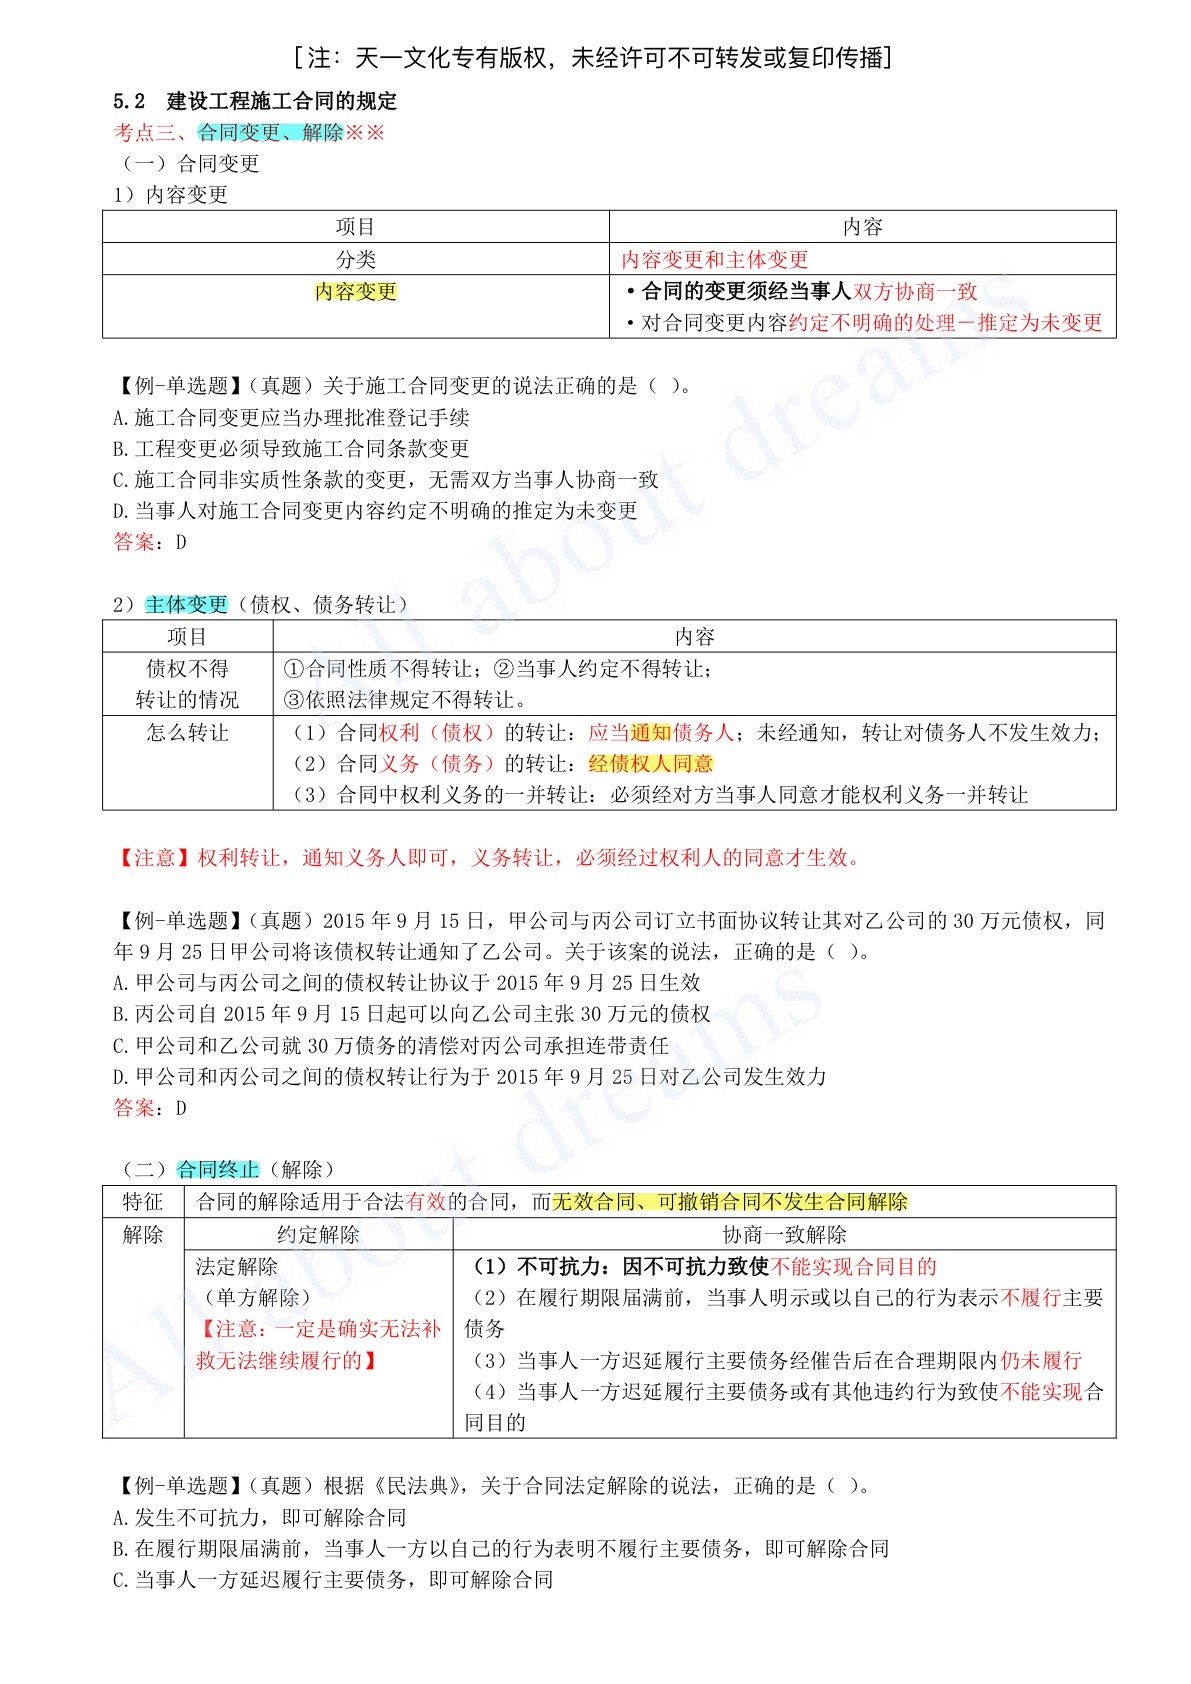 [注：天一文化专有版权，未经许可不可转发或复印传播]
5.2 建设工程施工合同的规定
考点三、合同变更、解除※※
（一）合同变更
1）内容变更
项目 内容
分类 内容变更和主体变更
内容变更 ·合同的变更须经当事人双方协商一致
·对合同变更内容约定不明确的处理－推定为未变更
【例-单选题】（真题）关于施工合同变更的说法正确的是（ ）。
A.施工合同变更应当办理批准登记手续
B.工程变更必须导致施工合同条款变更
C.施工合同非实质性条款的变更，无需双方当事人协商一致
D.当事人对施工合同变更内容约定不明确的推定为未变更
答案：D
2）主体变更（债权、债务转让）
项目 内容
债权不得 ①合同性质不得转让；②当事人约定不得转让；
转让的情况 ③依照法律规定不得转让。
怎么转让 （1）合同权利（债权）的转让：应当通知债务人；未经通知，转让对债务人不发生效力；
（2）合同义务（债务）的转让：经债权人同意
（3）合同中权利义务的一并转让：必须经对方当事人同意才能权利义务一并转让
【注意】权利转让，通知义务人即可，义务转让，必须经过权利人的同意才生效。
【例-单选题】（真题）2015年9月15日，甲公司与丙公司订立书面协议转让其对乙公司的30万元债权，同
年9月25日甲公司将该债权转让通知了乙公司。关于该案的说法，正确的是（ ）。
A.甲公司与丙公司之间的债权转让协议于2015年9月25日生效
B.丙公司自2015年9月15日起可以向乙公司主张30万元的债权
C.甲公司和乙公司就30万债务的清偿对丙公司承担连带责任
D.甲公司和丙公司之间的债权转让行为于2015年9月25日对乙公司发生效力
答案：D
（二）合同终止（解除）
特征 合同的解除适用于合法有效的合同，而无效合同、可撤销合同不发生合同解除
解除 约定解除 协商一致解除
法定解除 （1）不可抗力：因不可抗力致使不能实现合同目的
（单方解除） （2）在履行期限届满前，当事人明示或以自己的行为表示不履行主要
【注意：一定是确实无法补 债务
救无法继续履行的】 （3）当事人一方迟延履行主要债务经催告后在合理期限内仍未履行
（4）当事人一方迟延履行主要债务或有其他违约行为致使不能实现合
同目的
【例-单选题】（真题）根据《民法典》，关于合同法定解除的说法，正确的是（ ）。
A.发生不可抗力，即可解除合同
B.在履行期限届满前，当事人一方以自己的行为表明不履行主要债务，即可解除合同
C.当事人一方延迟履行主要债务，即可解除合同
All about dreams
All about dreams